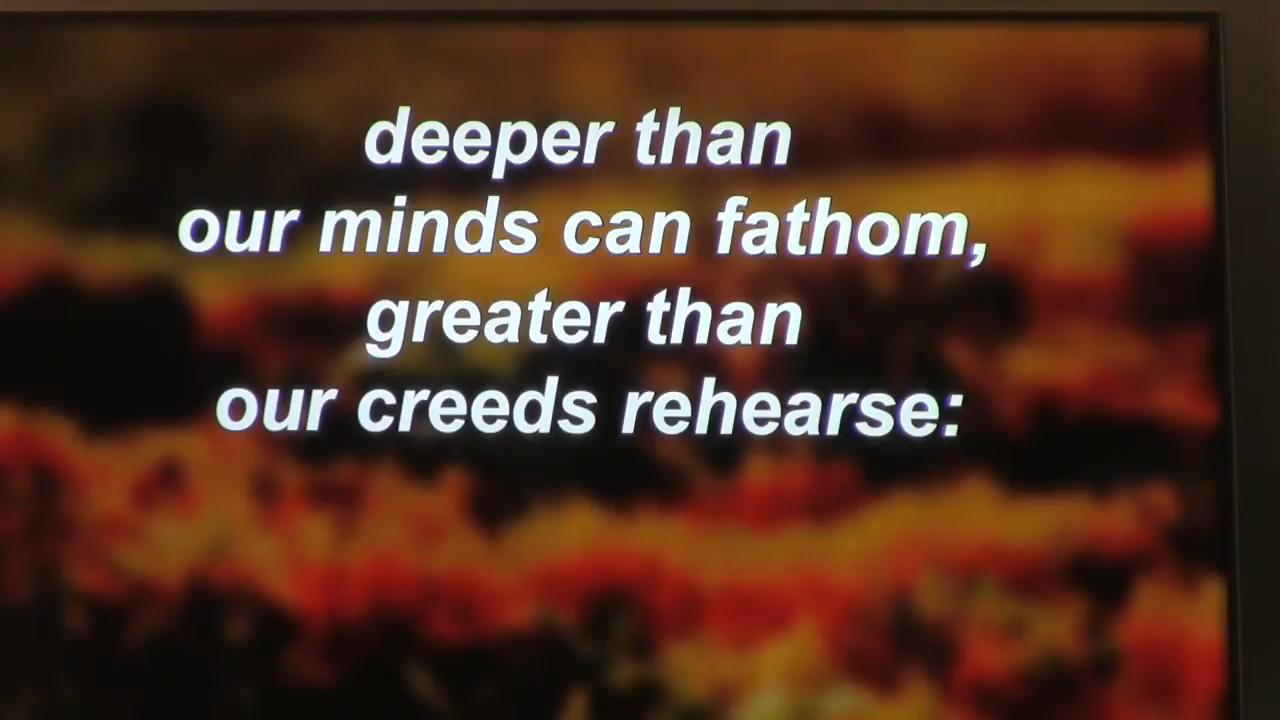 deeper than
our minds can fathom,
greater than
our creeds rehearse: